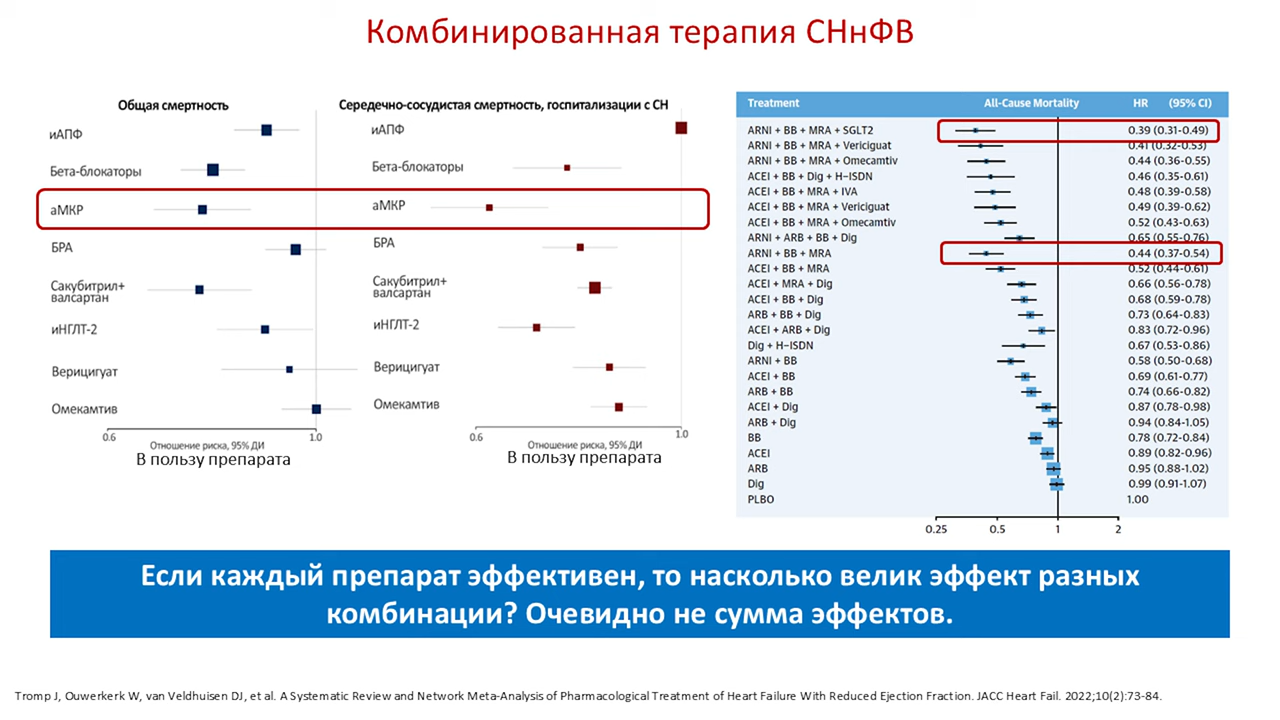 Комбинированная терапия СНнФВ
Общая смертность
иАПФ
Бета-блокаторы
аМКР
БРА
Сакубитрил+
валсартан
иНГЛТ-2
Верицигуат
Омекамтив
0.6
1.0
Отношение риска, 95% ДИ
В пользу препарата
Середечно-сосудистая смертность, госпитализации с СН
иАПФ
Бета-блокаторы
аМКР
БРА
Сакубитрил+
валсартан
иНГЛТ-2
Верицигуат
Омекамтив
0.6
1.0
Отношение риска, 95% ДИ
В пользу препарата
Treatment All-Cause Mortality HR (95% CI)
ARNI + BB + MRA + SGLT2 0.39 (0.31-0.49)
ARNI + BB + MRA + Vericiguat 0.41 (0.32-0.53)
ARNI + BB + MRA + Omecamtiv 0.44 (0.36-0.55)
ACEI + BB + Dig + H-ISDN 0.46 (0.35-0.61)
ACEI + BB + MRA + IVA 0.48 (0.39-0.58)
ACEI + BB + MRA + Vericiguat 0.49 (0.39-0.62)
ACEI + BB + MRA + Omecamtiv 0.52 (0.43-0.63)
ARNI + ARB + BB + Dig 0.65 (0.55-0.76)
ARNI + BB + MRA 0.44 (0.37-0.54)
ACEI + BB + MRA 0.52 (0.44-0.61)
ACEI + MRA + Dig 0.66 (0.56-0.78)
ACEI + BB + Dig 0.68 (0.59-0.78)
ARB + BB + Dig 0.73 (0.64-0.83)
ACEI + ARB + Dig 0.83 (0.72-0.96)
Dig + H-ISDN 0.67 (0.53-0.86)
ARNI + BB 0.58 (0.50-0.68)
ACEI + BB 0.69 (0.61-0.77)
ARB + BB 0.74 (0.66-0.82)
ACEI + Dig 0.87 (0.78-0.98)
ARB + Dig 0.94 (0.84-1.05)
BB 0.78 (0.72-0.84)
ACEI 0.89 (0.82-0.96)
ARB 0.95 (0.88-1.02)
Dig 0.99 (0.91-1.07)
PLBO 1.00
0.25 0.5 1 2
Если каждый препарат эффективен, то насколько велик эффект разных
комбинации? Очевидно не сумма эффектов.
Tromp J, Ouwerkerk W, van Veldhuisen DJ, et al. A Systematic Review and Network Meta-Analysis of Pharmacological Treatment of Heart Failure With Reduced Ejection Fraction. JACC Heart Fail. 2022;10(2):73-84.